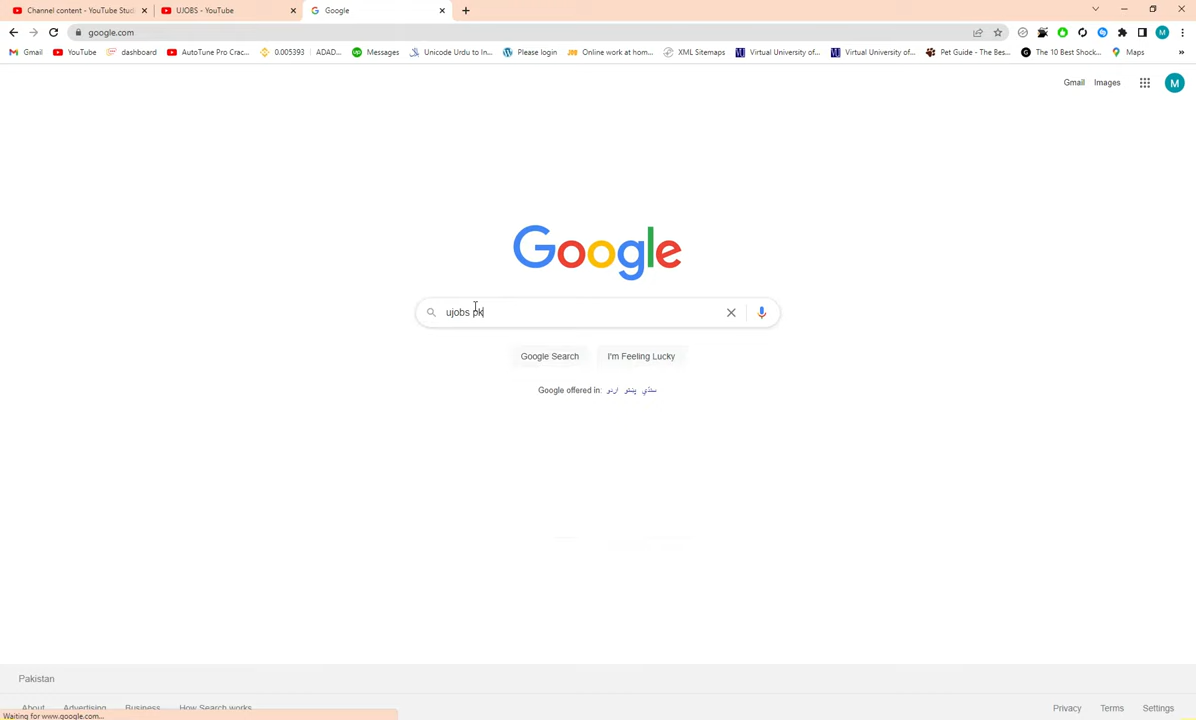 Channel content - YouTube Stud
UJOBS - YouTube
Google
google.com
Gmail
YouTube
dashboard
AutoTune Pro Crac...
0.005393 | ADAD...
Messages
Unicode Urdu to In...
Please login
Online work at hom...
XML Sitemaps
Virtual University of...
Virtual University of...
Pet Guide - The Bes...
The 10 Best Shock...
Maps
»
Gmail Images M
Google
ujobs pk
Google Search I'm Feeling Lucky
Google offered in: اردو پښتو سنڌي
Pakistan
About Advertising Business How Search works
Privacy Terms Settings
Waiting for www.google.com...